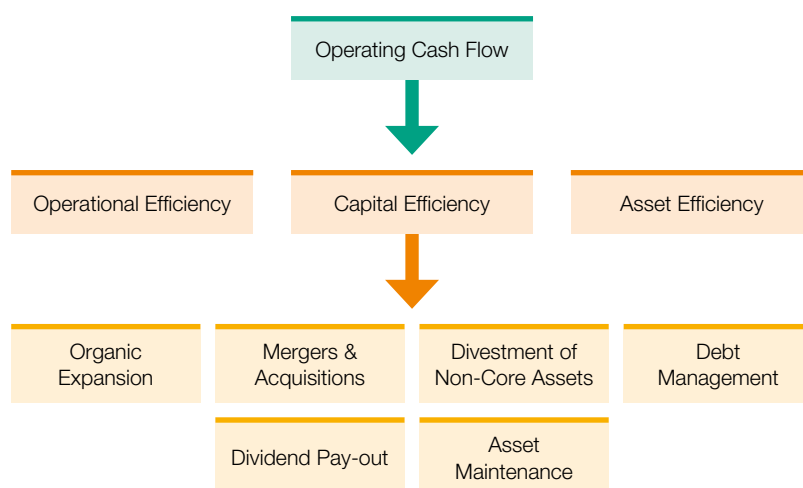 Operating Cash Flow
Operational Efficiency
Capital Efficiency
Asset Efficiency
Organic
Expansion
Mergers &
Acquisitions
Divestment of
Non-Core Assets
Debt
Management
Dividend Pay-out
Asset
Maintenance